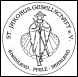 ST. JAKOBUS-GESELLSCHAFT e.V.
RHEINLAND - PFALZ - SAARLAND